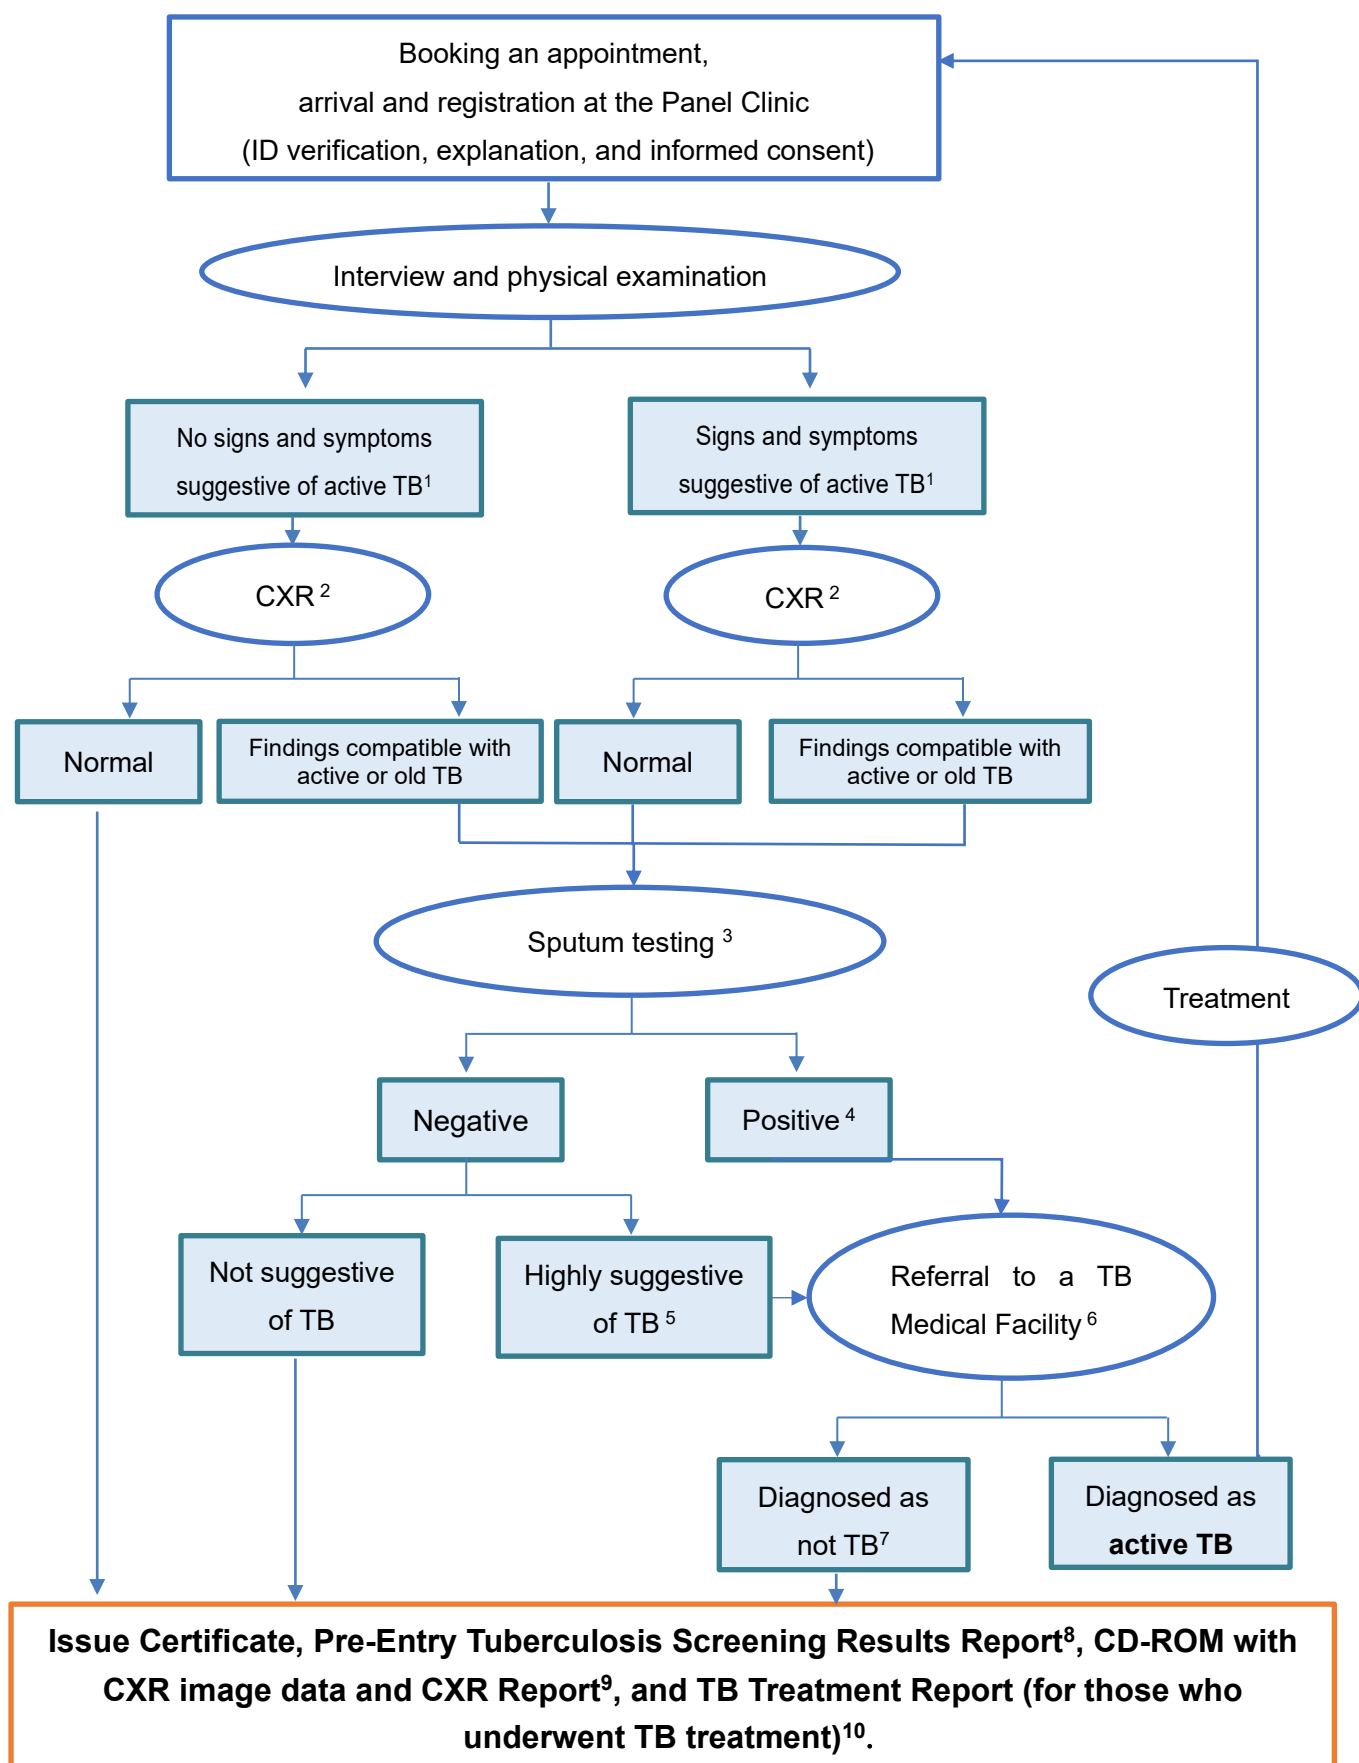 Booking an appointment,
arrival and registration at the Panel Clinic
(ID verification, explanation, and informed consent)
Interview and physical examination
No signs and symptoms
suggestive of active TB¹
Signs and symptoms
suggestive of active TB¹
CXR ²
CXR ²
Normal
Findings compatible with
active or old TB
Normal
Findings compatible with
active or old TB
Sputum testing ³
Treatment
Negative
Positive ⁴
Not suggestive
of TB
Highly suggestive
of TB ⁵
Referral to a TB
Medical Facility ⁶
Diagnosed as
not TB⁷
Diagnosed as
active TB
Issue Certificate, Pre-Entry Tuberculosis Screening Results Report⁸, CD-ROM with
CXR image data and CXR Report⁹, and TB Treatment Report (for those who
underwent TB treatment)¹⁰.